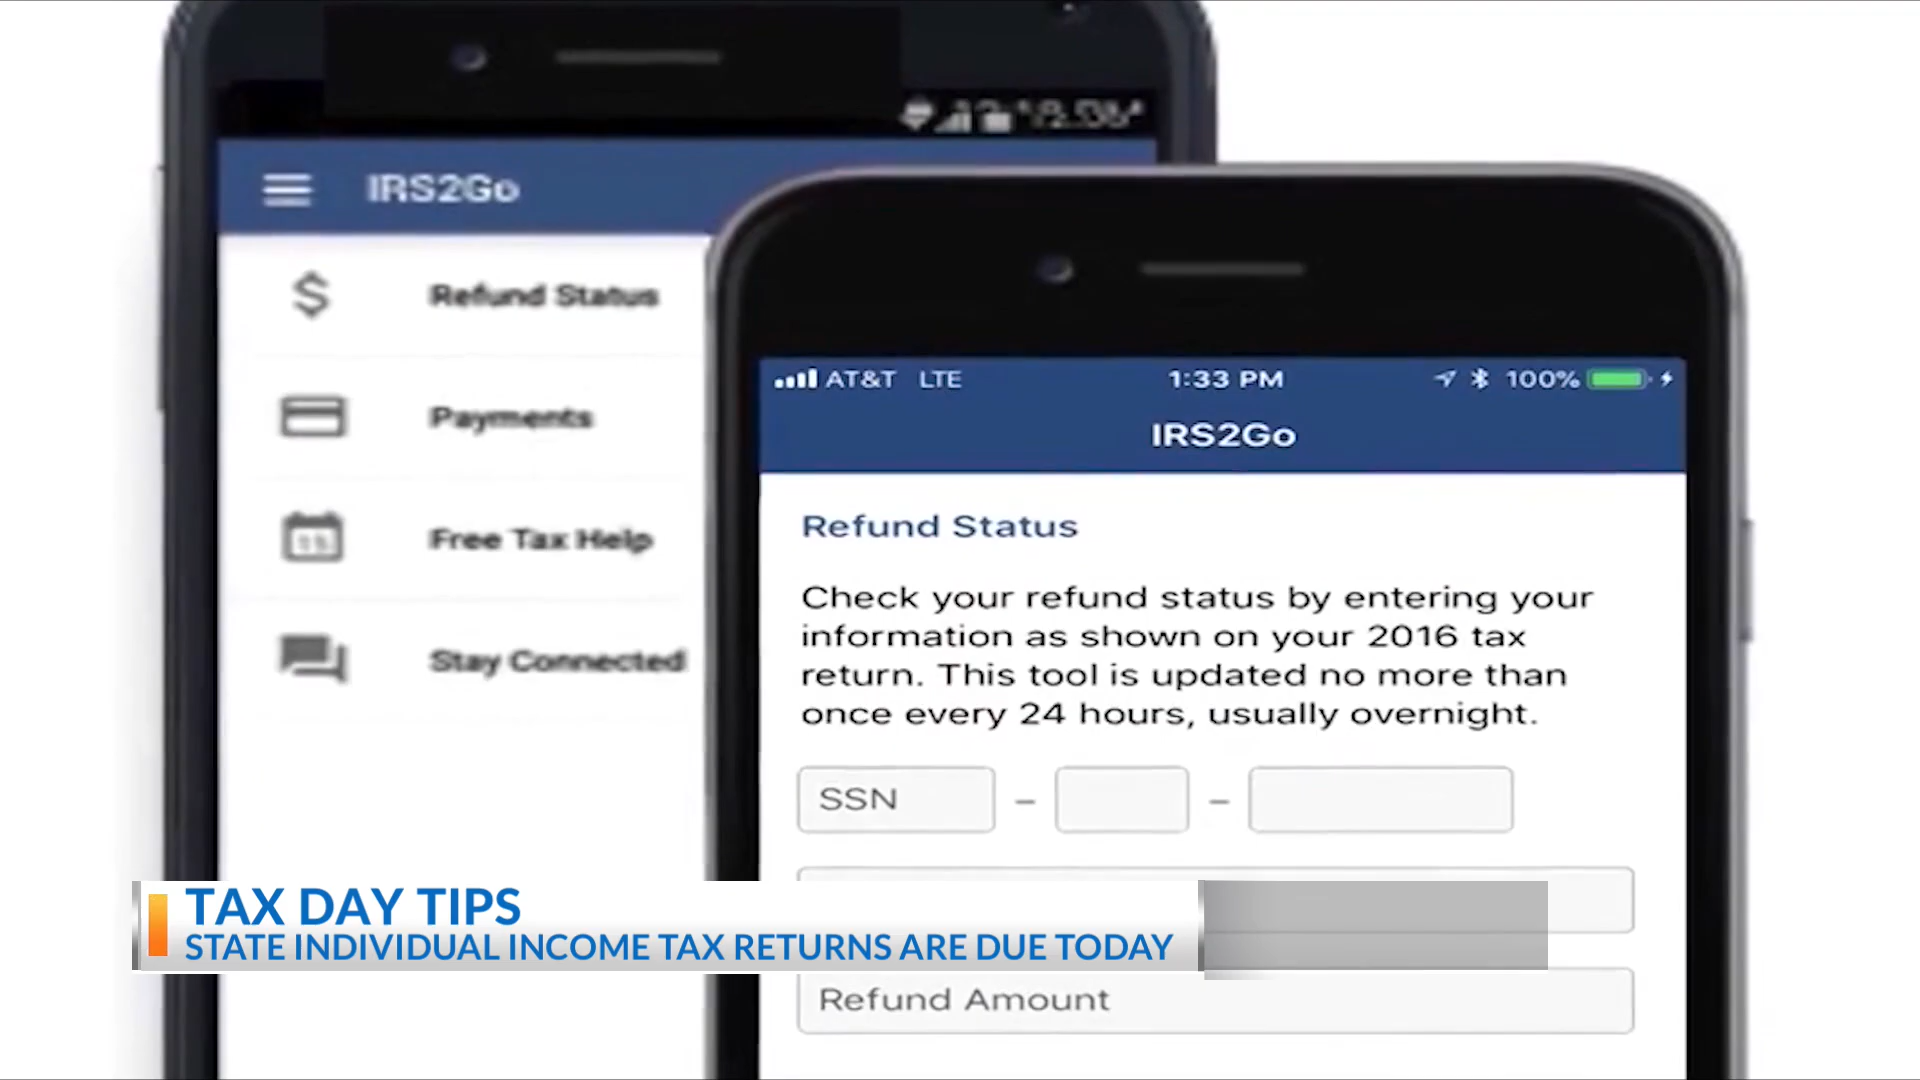 IRS2Go
Refund Status
Payments
Free Tax Help
Stay Connected
AT&T LTE 1:33 PM 100%
IRS2Go
Refund Status
Check your refund status by entering your
information as shown on your 2016 tax
return. This tool is updated no more than
once every 24 hours, usually overnight.
SSN - -
TAX DAY TIPS
STATE INDIVIDUAL INCOME TAX RETURNS ARE DUE TODAY
Refund Amount